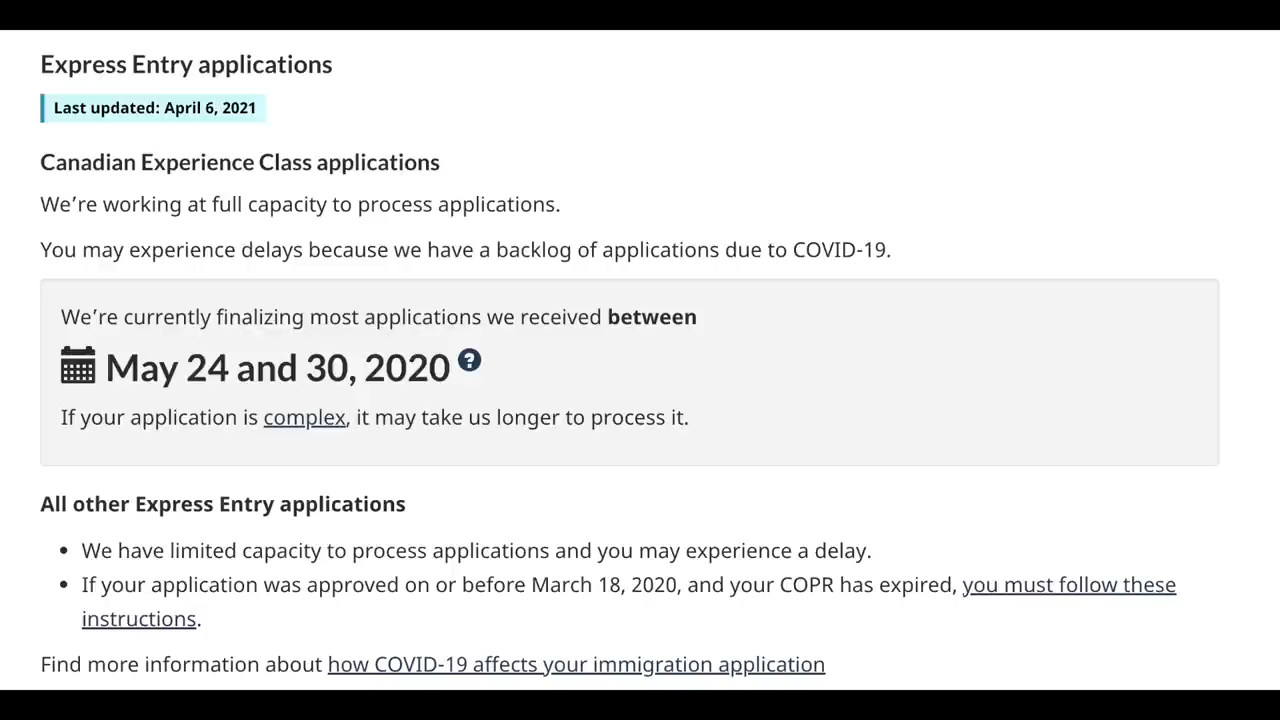 Express Entry applications
Last updated: April 6, 2021
Canadian Experience Class applications
We’re working at full capacity to process applications.
You may experience delays because we have a backlog of applications due to COVID-19.
We’re currently finalizing most applications we received between
May 24 and 30, 2020 ?
If your application is complex, it may take us longer to process it.
All other Express Entry applications
• We have limited capacity to process applications and you may experience a delay.
• If your application was approved on or before March 18, 2020, and your COPR has expired, you must follow these
instructions.
Find more information about how COVID-19 affects your immigration application